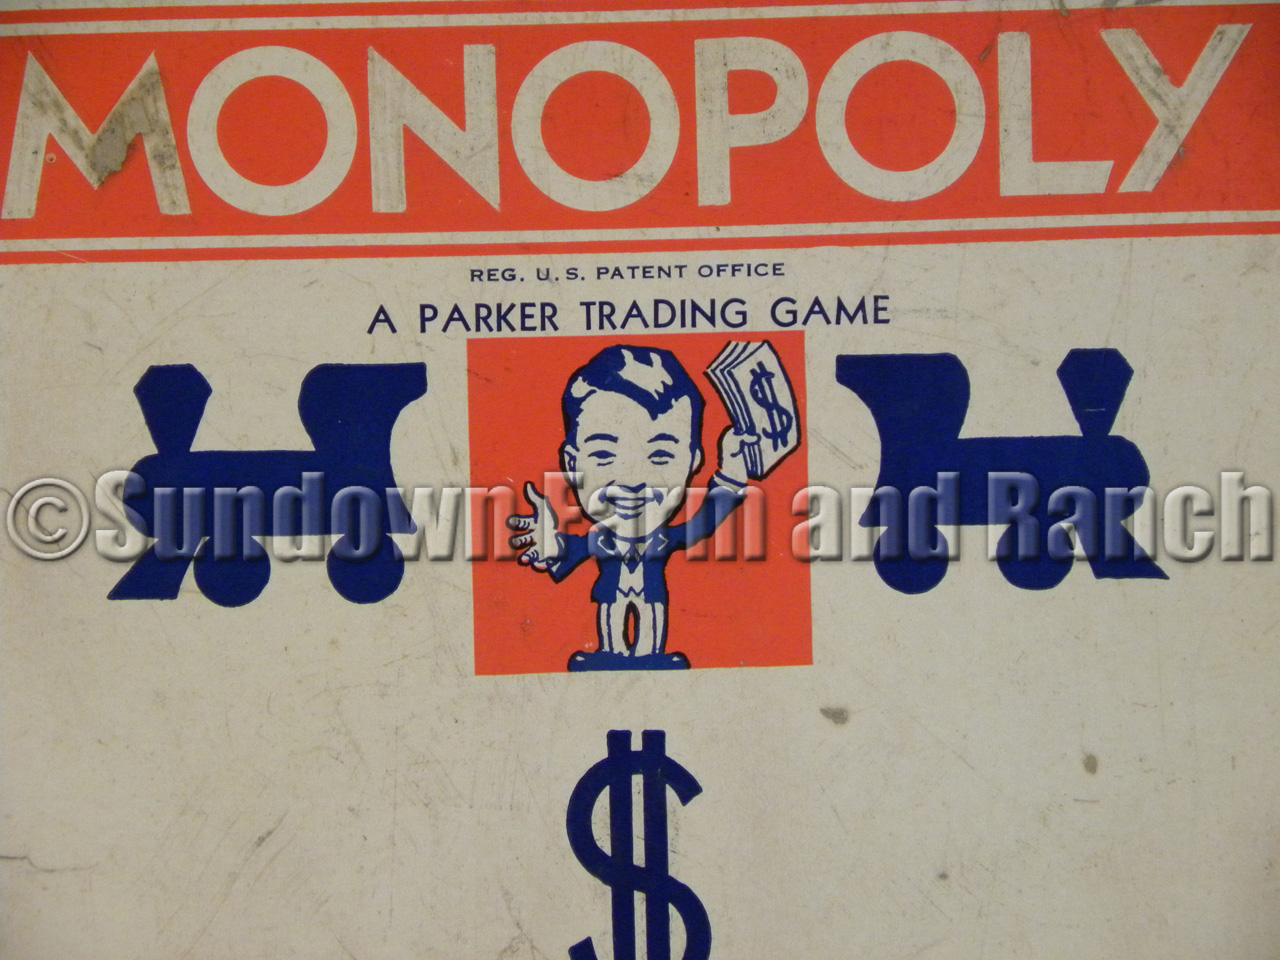 MONOPOLY
REG. U.S. PATENT OFFICE
A PARKER TRADING GAME
$
©Sundown Farm and Ranch
$